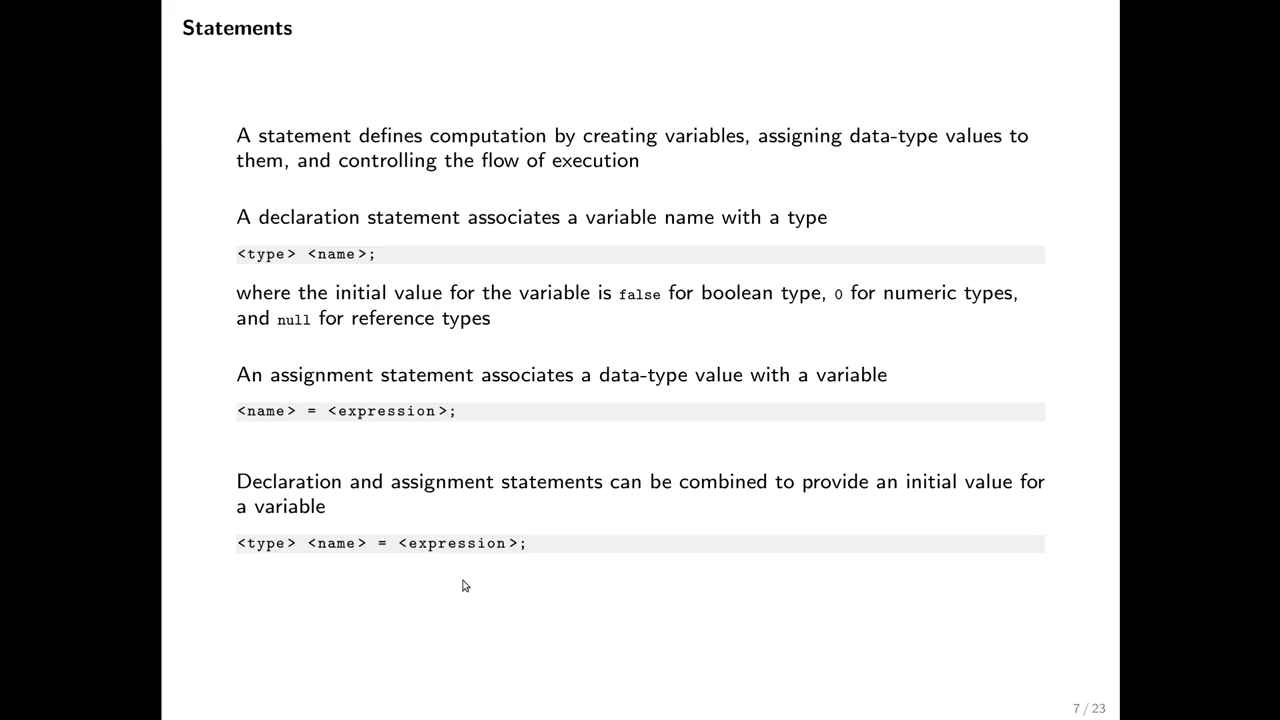 Statements
A statement defines computation by creating variables, assigning data-type values to
them, and controlling the flow of execution
A declaration statement associates a variable name with a type
<type> <name>;
where the initial value for the variable is false for boolean type, 0 for numeric types,
and null for reference types
An assignment statement associates a data-type value with a variable
<name> = <expression>;
Declaration and assignment statements can be combined to provide an initial value for
a variable
<type> <name> = <expression>;
7 / 23